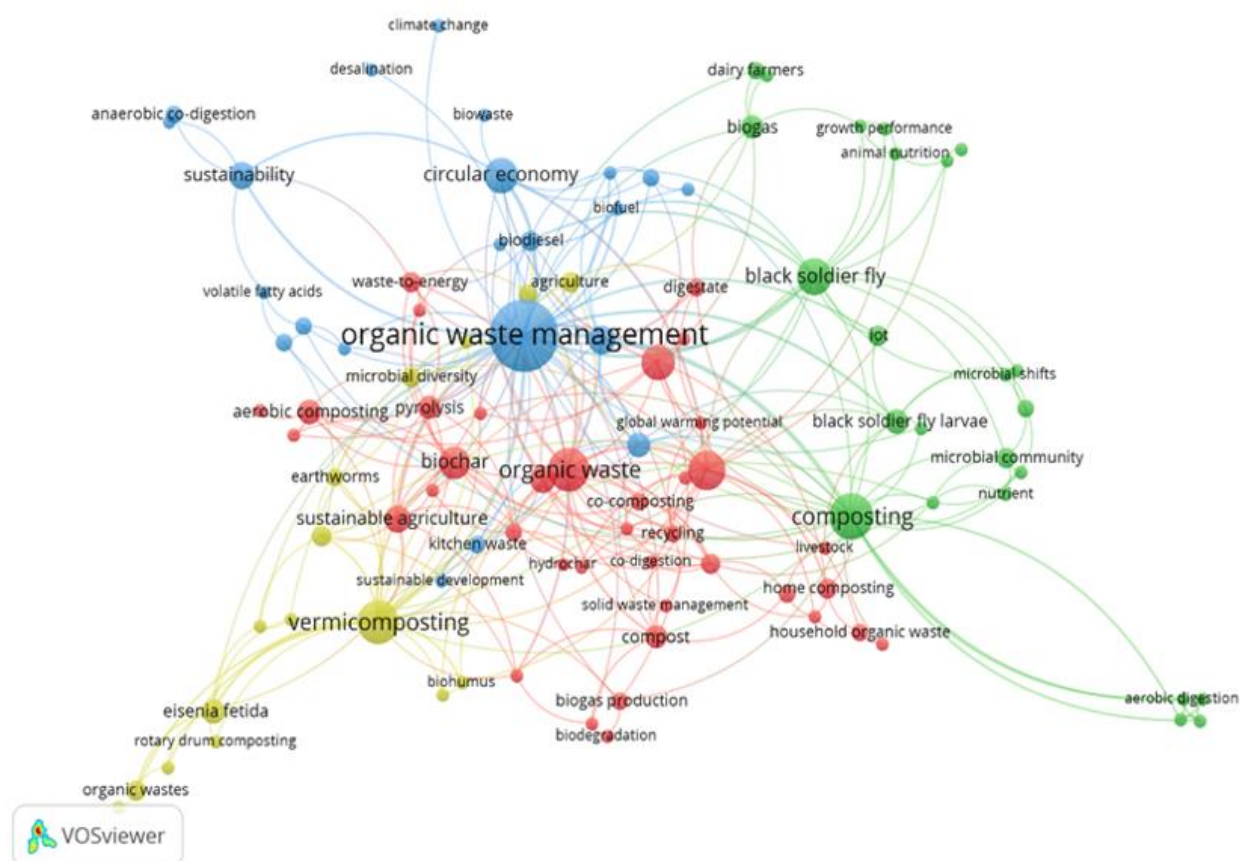 climate change
desalination
dairy farmers
anaerobic co-digestion
biowaste
biogas
growth performance
animal nutrition
sustainability
circular economy
biofuel
biodiesel
black soldier fly
waste-to-energy
agriculture
digestate
volatile fatty acids
organic waste management
iot
microbial diversity
microbial shifts
aerobic composting
pyrolysis
global warming potential
black soldier fly larvae
biochar
organic waste
microbial community
earthworms
nutrient
co-composting
sustainable agriculture
composting
recycling
kitchen waste
livestock
hydrochar
co-digestion
sustainable development
home composting
solid waste management
vermicomposting
compost
household organic waste
biohumus
biogas production
aerobic digestion
eisenia fetida
biodegradation
rotary drum composting
organic wastes
VOSviewer